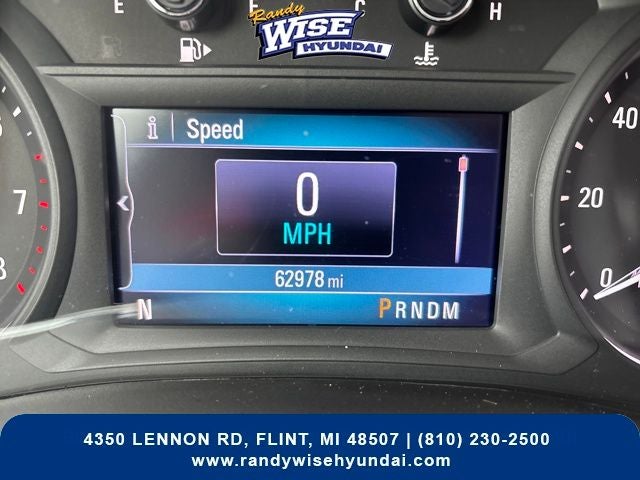 E F C H
Randy
WISE
HYUNDAI
i Speed
0
MPH
62978 mi
N PRNDM
7
8
40
20
0
4350 LENNON RD, FLINT, MI 48507 | (810) 230-2500
www.randywisehyundai.com